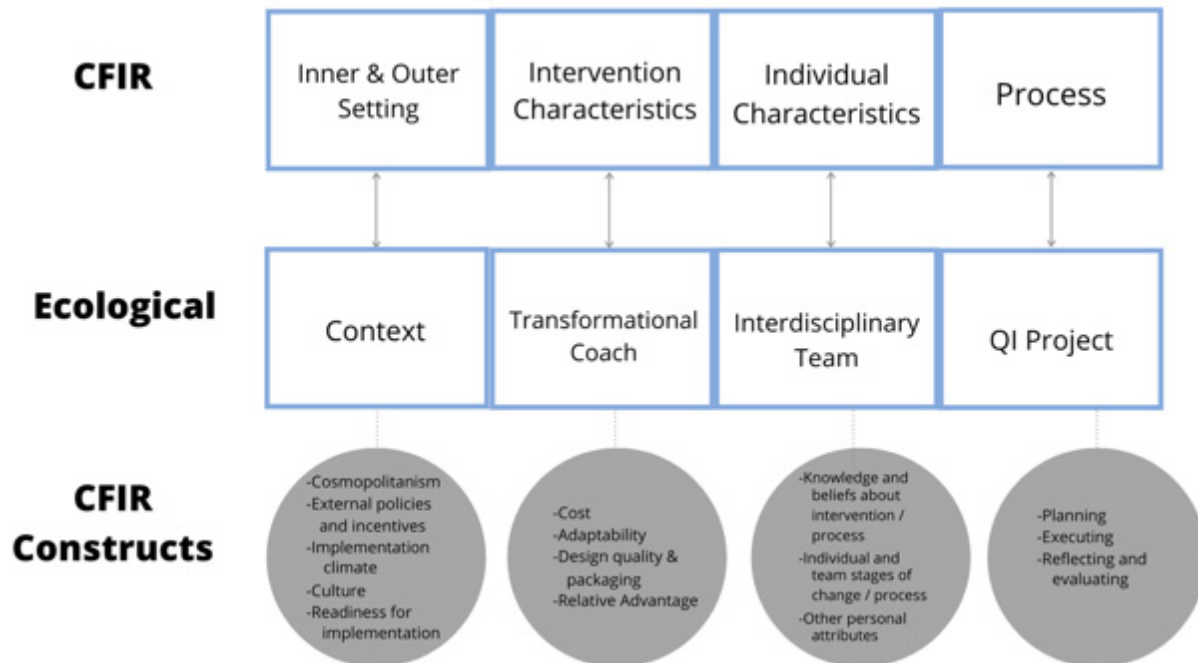 CFIR
Inner & Outer
Setting
Intervention
Characteristics
Individual
Characteristics
Process
Ecological
Context
Transformational
Coach
Interdisciplinary
Team
QI Project
CFIR
Constructs
-Cosmopolitanism
-External policies
and incentives
-Implementation
climate
-Culture
-Readiness for
implementation
-Cost
-Adaptability
-Design quality &
packaging
-Relative Advantage
-Knowledge and
beliefs about
intervention /
process
-Individual and
team stages of
change / process
-Other personal
attributes
-Planning
-Executing
-Reflecting and
evaluating